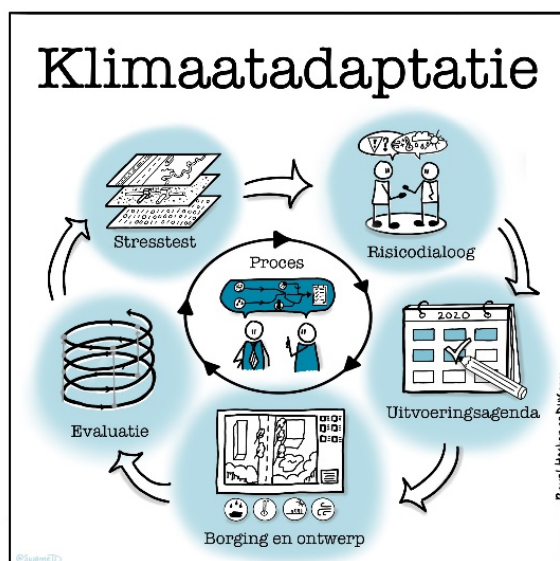 Klimaatadaptatie
Stresstest
Risicodialoog
Proces
2020
Uitvoeringsagenda
Evaluatie
Borging en ontwerp